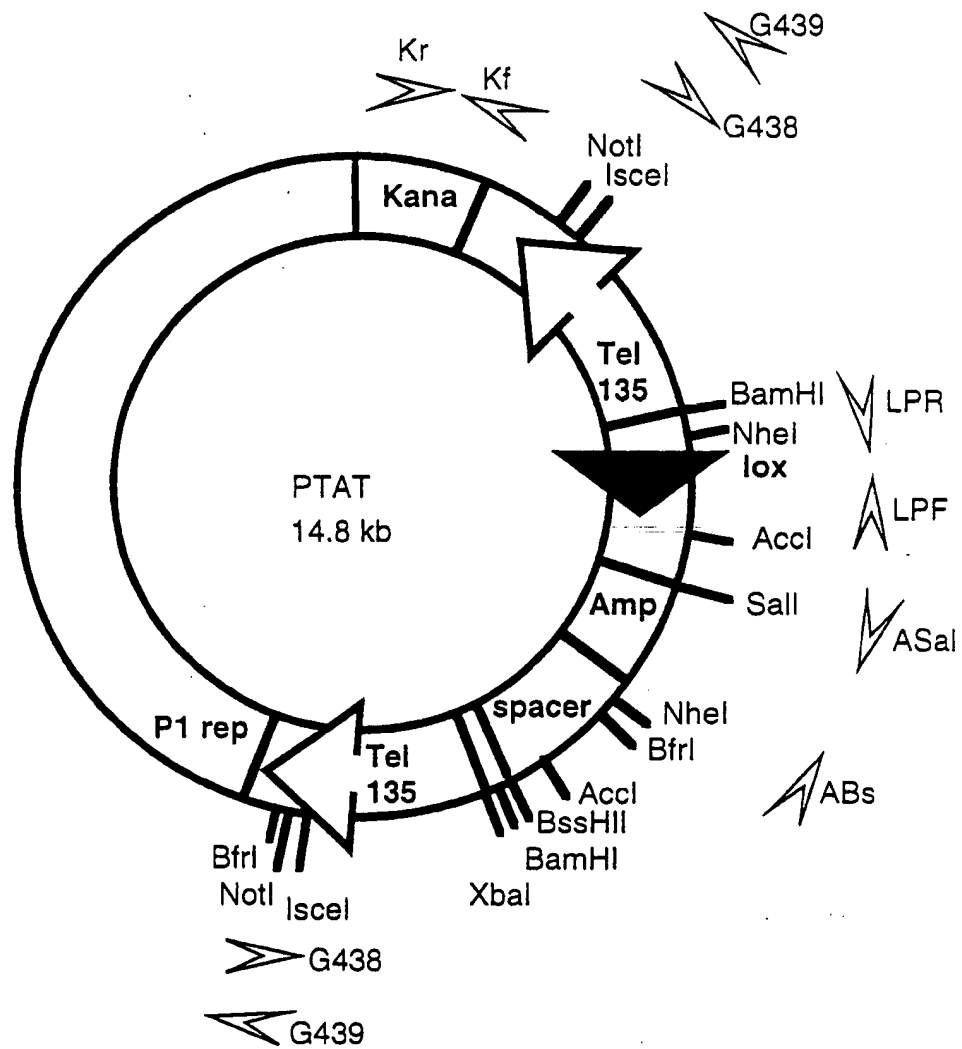 G439
Kr
Kf
G438
NotI
IsceI
Kana
Tel
135
BamHI
LPR
NheI
lox
PTAT
14.8 kb
LPF
AccI
Amp
SalI
ASal
spacer
NheI
P1 rep
BfrI
Tel
135
AccI
ABs
BssHII
BfrI
BamHI
NotI
XbaI
IsceI
G438
G439